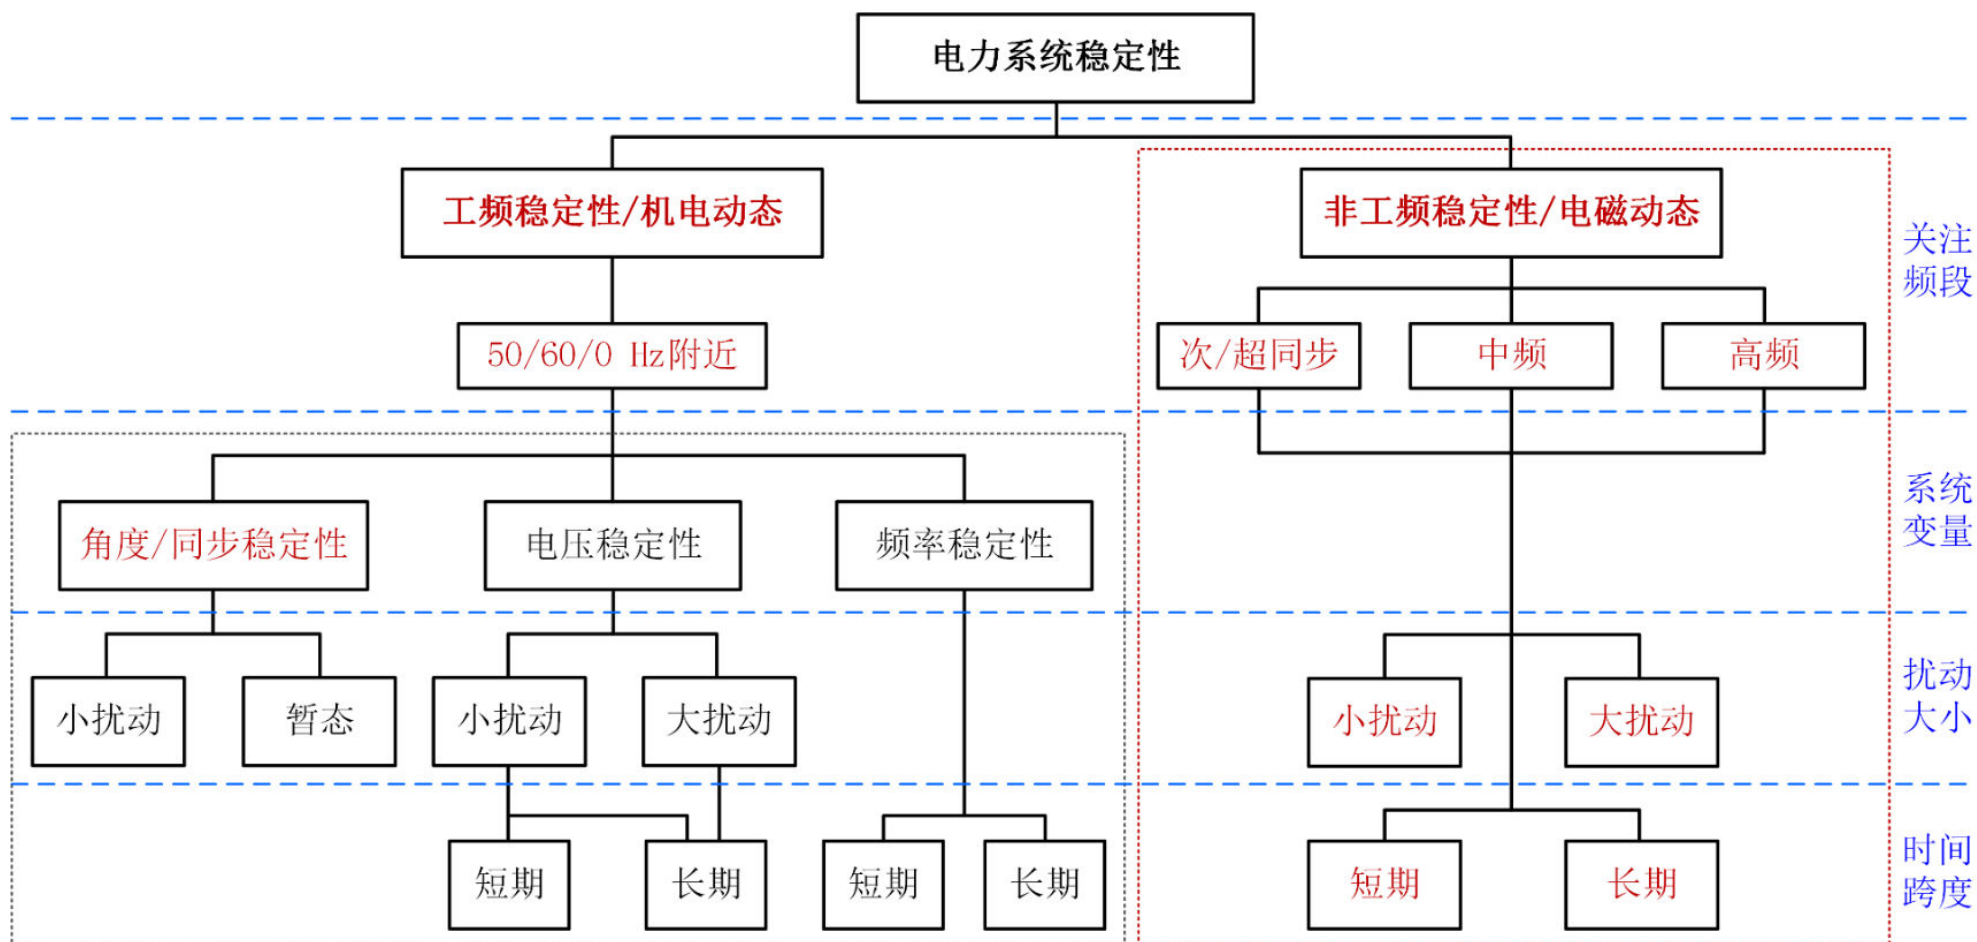 电力系统稳定性
工频稳定性/机电动态
非工频稳定性/电磁动态
关注
频段
50/60/0 Hz附近
次/超同步
中频
高频
角度/同步稳定性
电压稳定性
频率稳定性
系统
变量
小扰动
暂态
小扰动
大扰动
小扰动
大扰动
扰动
大小
短期
长期
短期
长期
短期
长期
时间
跨度